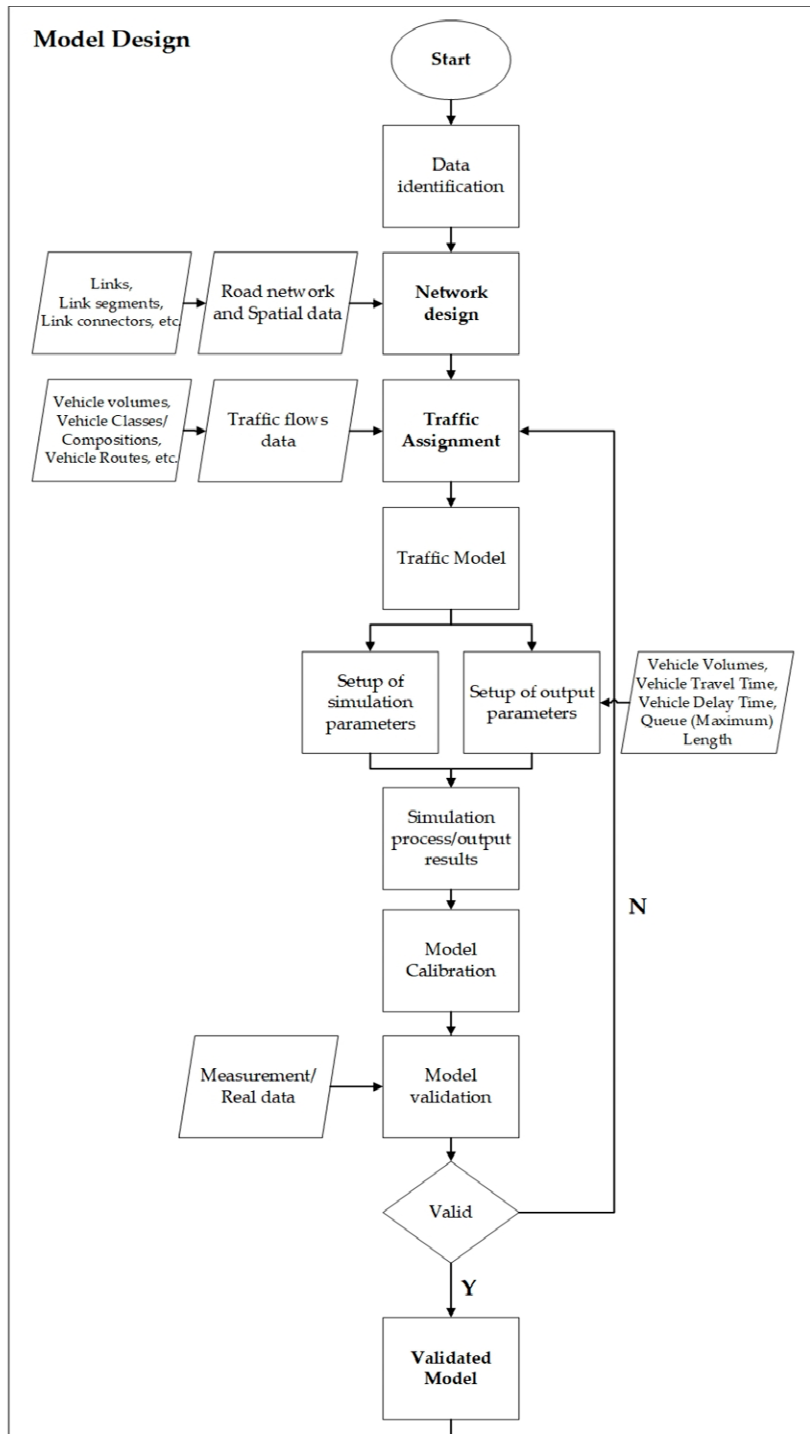 Model Design
Start
Data
identification
Links,
Link segments,
Link connectors, etc.
Road network
and Spatial data
Network
design
Vehicle volumes,
Vehicle Classes/
Compositions,
Vehicle Routes, etc.
Traffic flows
data
Traffic
Assignment
Traffic Model
Setup of
simulation
parameters
Setup of output
parameters
Vehicle Volumes,
Vehicle Travel Time,
Vehicle Delay Time,
Queue (Maximum)
Length
Simulation
process/output
results
N
Model
Calibration
Measurement/
Real data
Model
validation
Valid
Y
Validated
Model